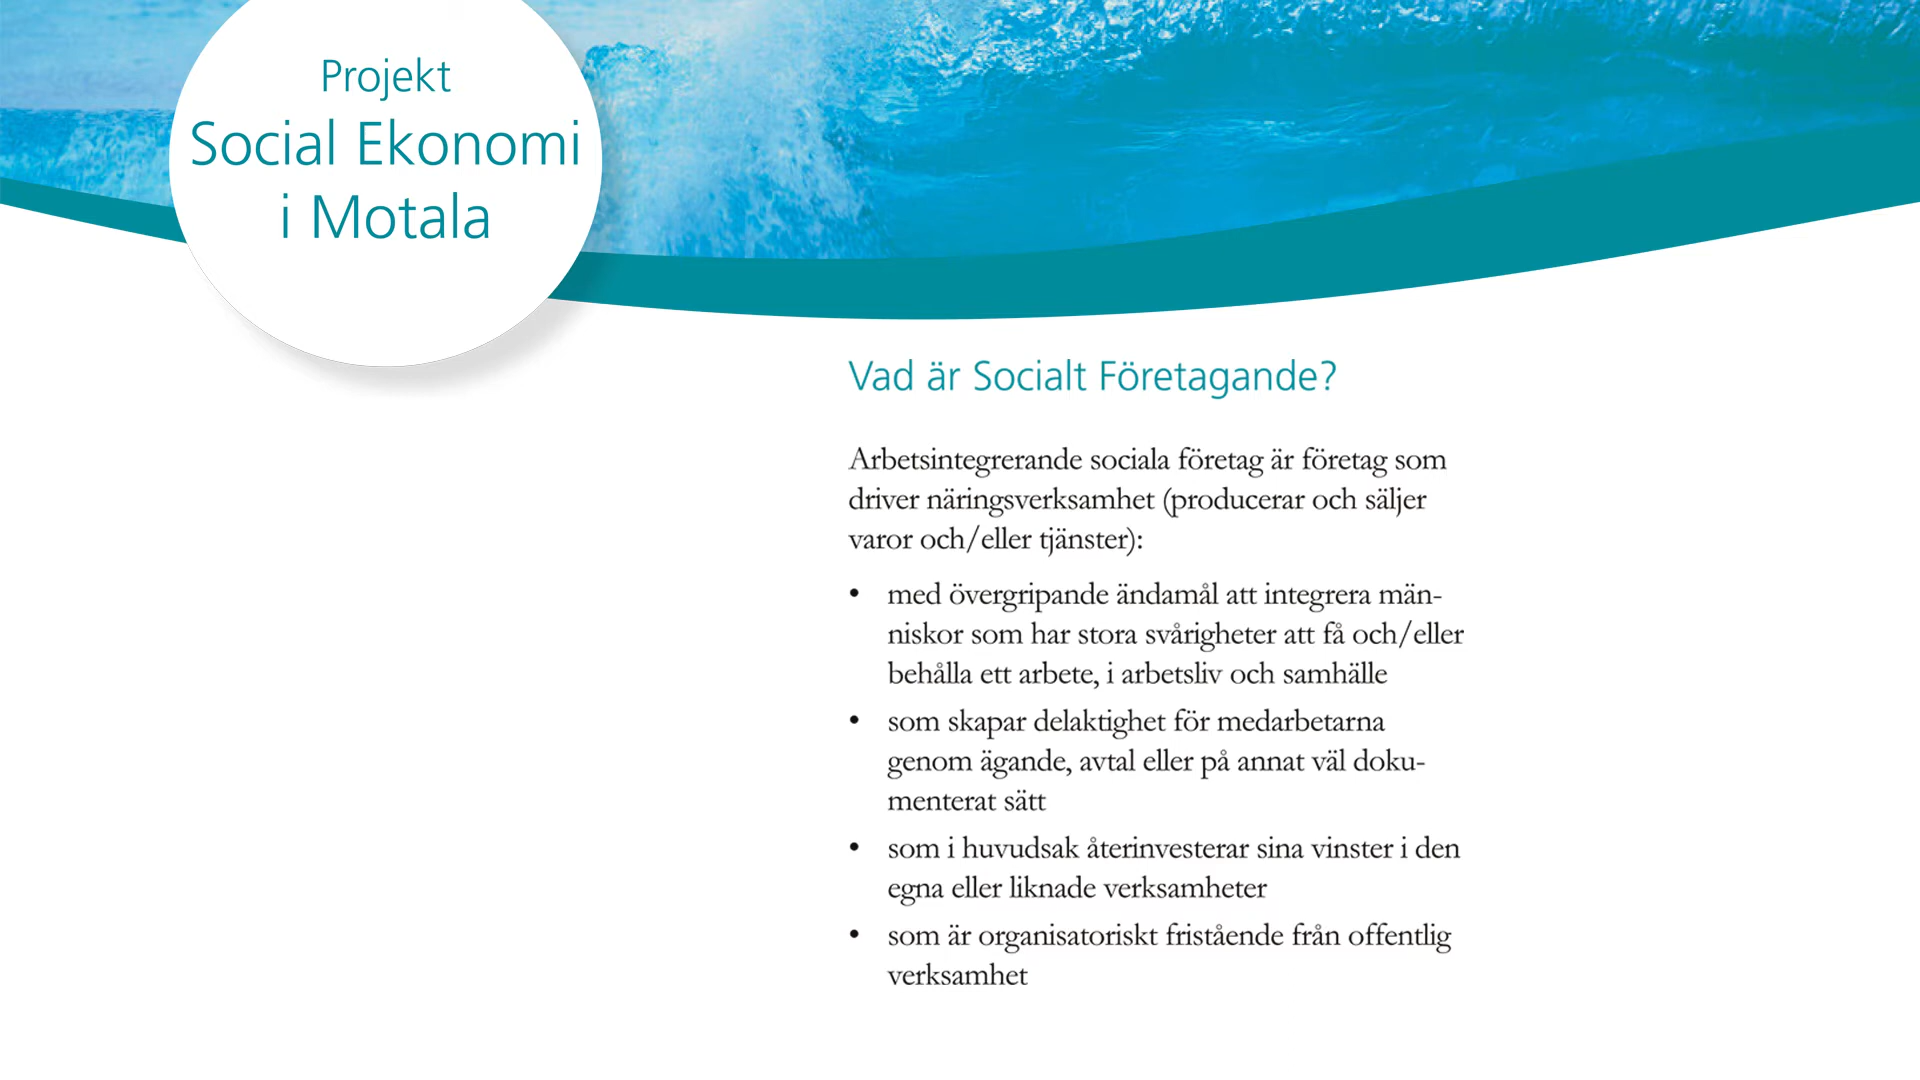 Projekt
Social Ekonomi
i Motala
Vad är Socialt Företagande?
Arbetsintegrerande sociala företag är företag som
driver näringsverksamhet (producerar och säljer
varor och/eller tjänster):
• med övergripande ändamål att integrera män-
niskor som har stora svårigheter att få och/eller
behålla ett arbete, i arbetsliv och samhälle
• som skapar delaktighet för medarbetarna
genom ägande, avtal eller på annat väl doku-
menterat sätt
• som i huvudsak återinvesterar sina vinster i den
egna eller liknade verksamheter
• som är organisatoriskt fristående från offentlig
verksamhet